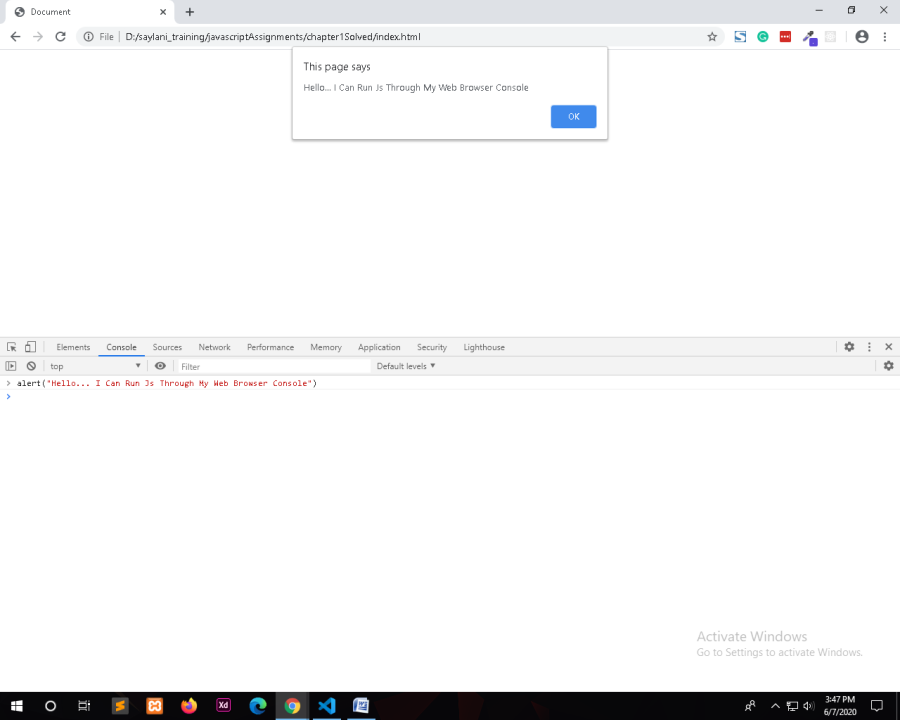 Document
File
D:/saylani_training/javascriptAssignments/chapter1Solved/index.html
This page says
Hello... I Can Run Js Through My Web Browser Console
OK
Elements Console Sources Network Performance Memory Application Security Lighthouse
top Filter Default levels
alert("Hello... I Can Run Js Through My Web Browser Console")
Activate Windows
Go to Settings to activate Windows.
Xd
3:47 PM
6/7/2020